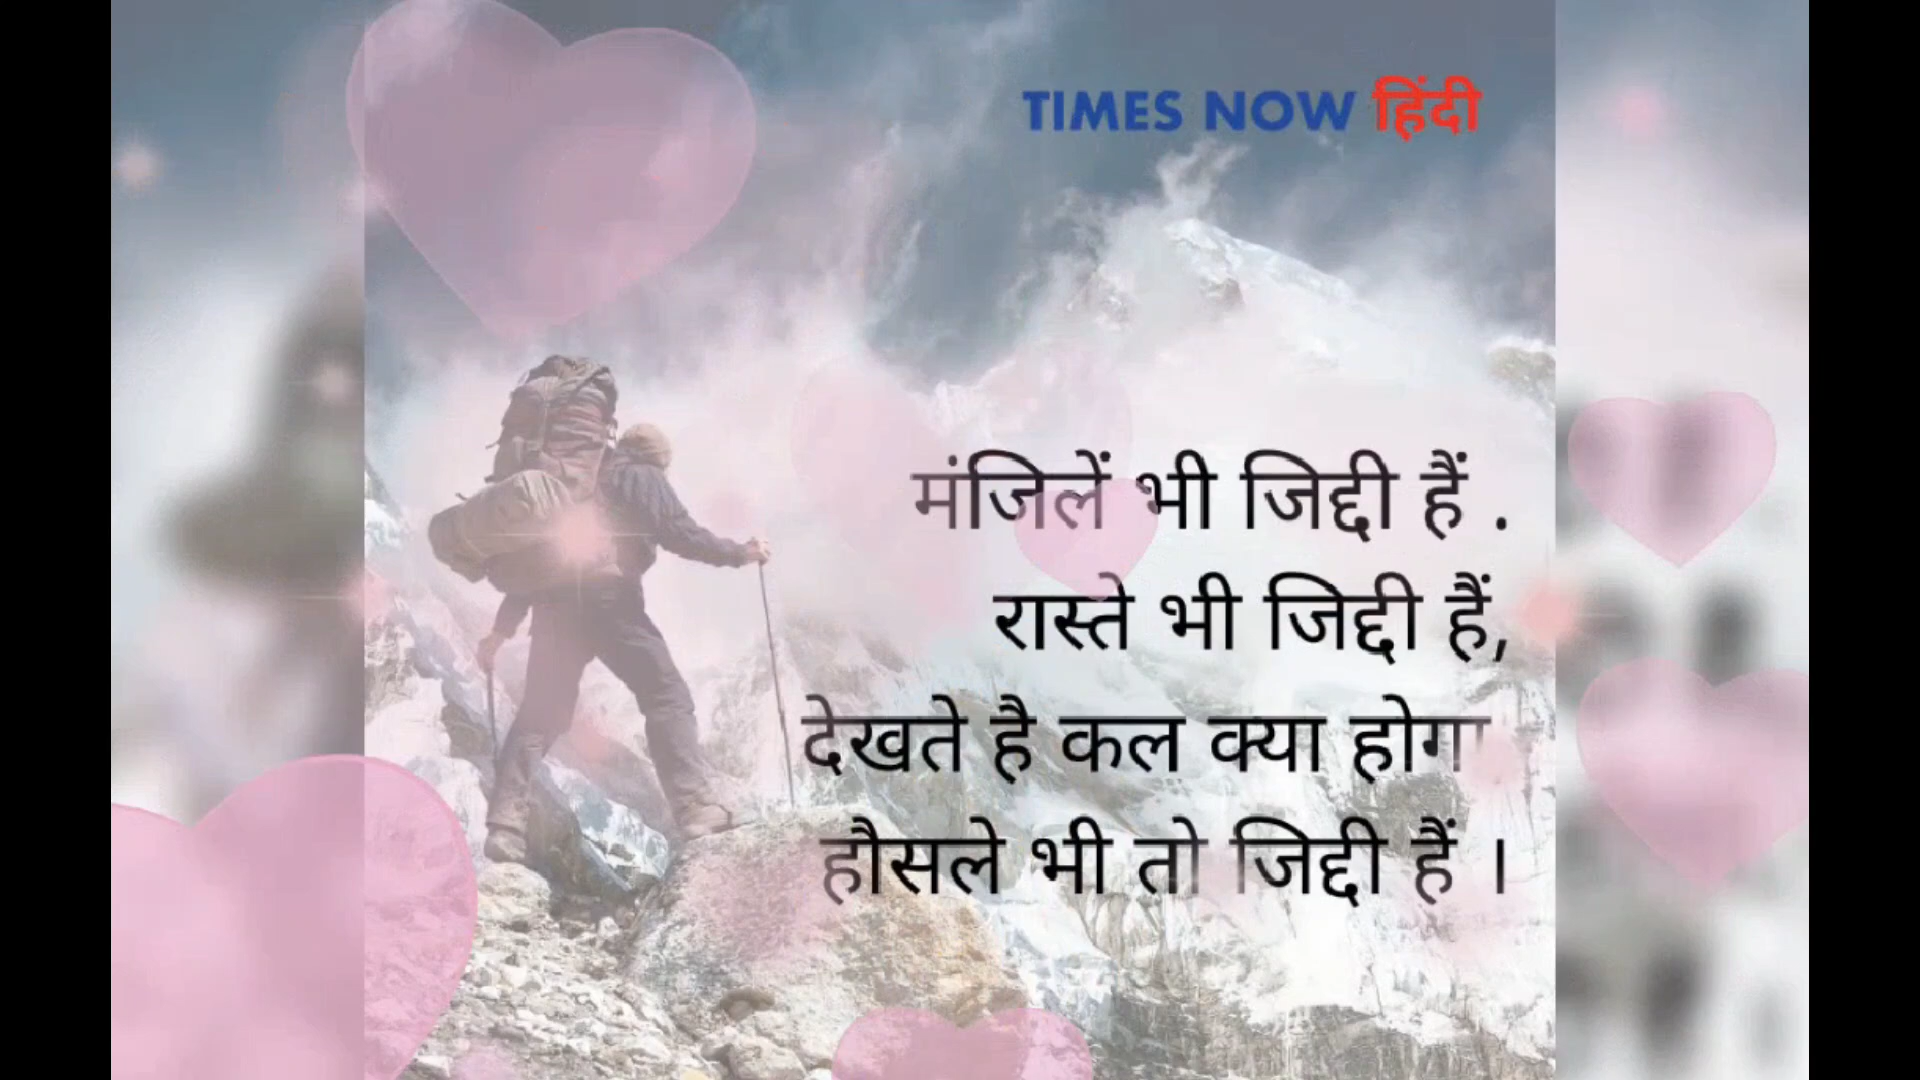 TIMES NOW हिंदी
मंजिलें भी जिद्दी हैं .
रास्ते भी जिद्दी हैं,
देखते है कल क्या होगा
हौसले भी तो जिद्दी हैं ।